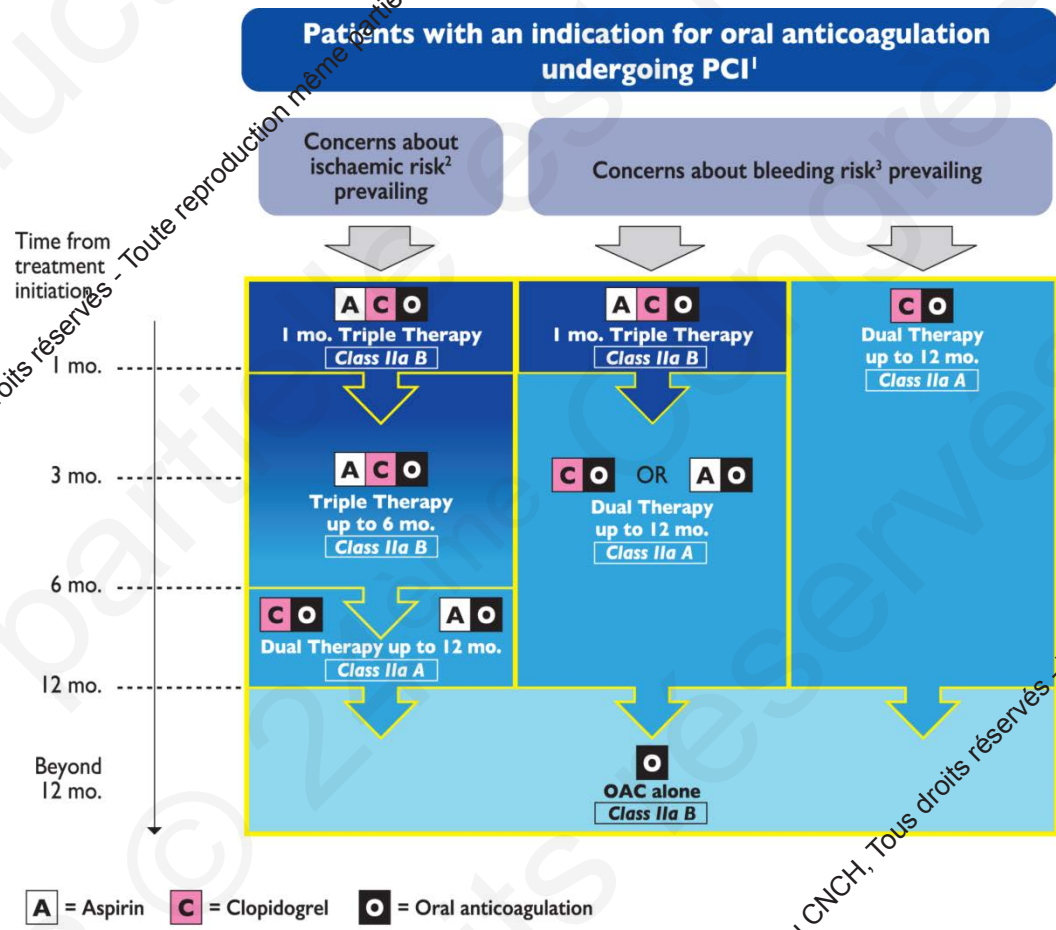 Patients with an indication for oral anticoagulation
undergoing PCI¹
Concerns about
ischaemic risk²
prevailing
Concerns about bleeding risk³ prevailing
Time from
treatment
initiation
A C O
1 mo. Triple Therapy
Class IIa B
A C O
1 mo. Triple Therapy
Class IIa B
C O
Dual Therapy
up to 12 mo.
Class IIa A
1 mo.
3 mo.
A C O
Triple Therapy
up to 6 mo.
Class IIa B
C O OR A O
Dual Therapy
up to 12 mo.
Class IIa A
6 mo.
C O A O
Dual Therapy up to 12 mo.
Class IIa A
12 mo.
Beyond
12 mo.
O
OAC alone
Class IIa B
A = Aspirin C = Clopidogrel O = Oral anticoagulation
droits réservés - Toute reproduction même partie
CNCH, Tous droits réservés -